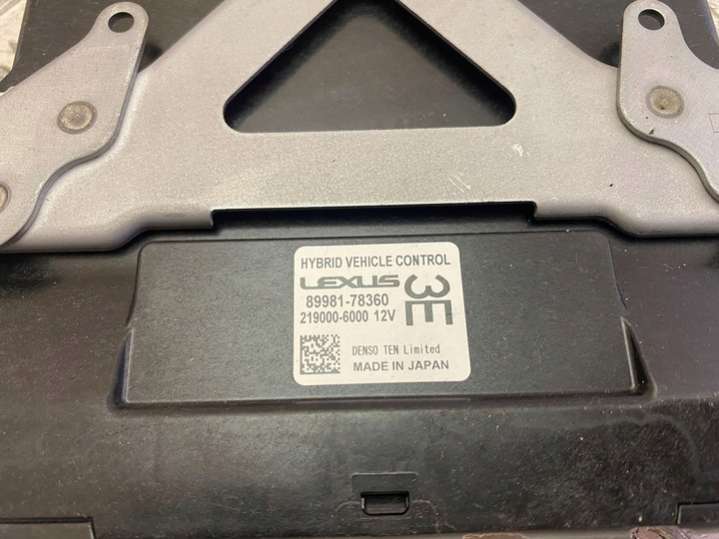 HYBRID VEHICLE CONTROL
LEXUS
89981-78360
219000-6000 12V
3E
DENSO TEN Limited
MADE IN JAPAN